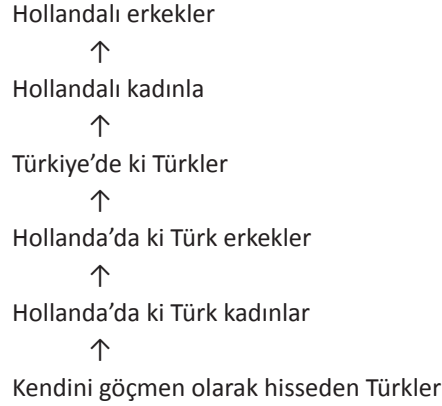 Hollandalı erkekler
↑
Hollandalı kadınla
↑
Türkiye’de ki Türkler
↑
Hollanda’da ki Türk erkekler
↑
Hollanda’da ki Türk kadınlar
↑
Kendini göçmen olarak hisseden Türkler